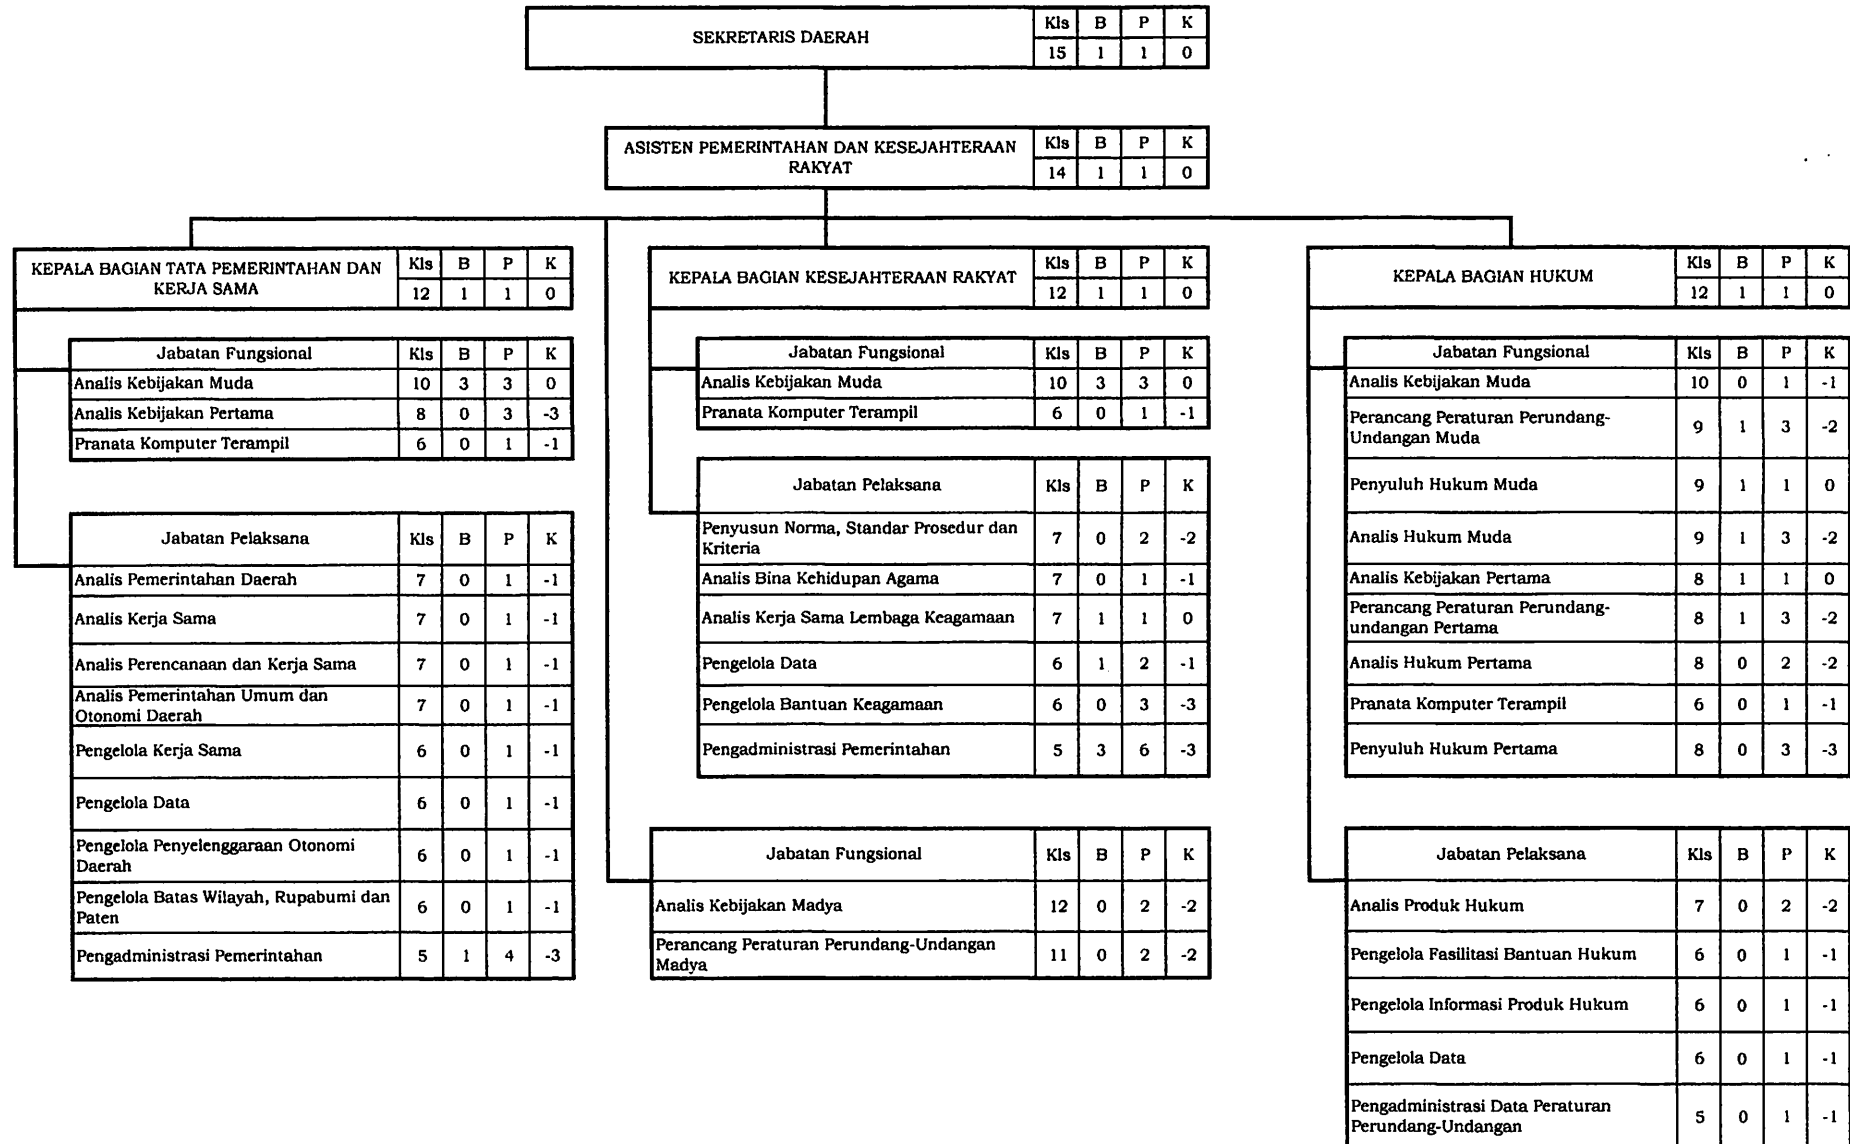 SEKRETARIS DAERAH Kls B P K
15 1 1 0
ASISTEN PEMERINTAHAN DAN KESEJAHTERAAN RAKYAT Kls B P K
14 1 1 0
KEPALA BAGIAN TATA PEMERINTAHAN DAN
KERJA SAMA
Kls B P K
12 1 1 0
Jabatan Fungsional Kls B P K
Analis Kebijakan Muda 10 3 3 0
Analis Kebijakan Pertama 8 0 3 -3
Pranata Komputer Terampil 6 0 1 -1
Jabatan Pelaksana Kls B P K
Analis Pemerintahan Daerah 7 0 1 -1
Analis Kerja Sama 7 0 1 -1
Analis Perencanaan dan Kerja Sama 7 0 1 -1
Analis Pemerintahan Umum dan
Otonomi Daerah 7 0 1 -1
Pengelola Kerja Sama 6 0 1 -1
Pengelola Data 6 0 1 -1
Pengelola Penyelenggaraan Otonomi
Daerah 6 0 1 -1
Pengelola Batas Wilayah, Rupabumi dan
Paten 6 0 1 -1
Pengadministrasi Pemerintahan 5 1 4 -3
KEPALA BAGIAN KESEJAHTERAAN RAKYAT Kls B P K
12 1 1 0
Jabatan Fungsional Kls B P K
Analis Kebijakan Muda 10 3 3 0
Pranata Komputer Terampil 6 0 1 -1
Jabatan Pelaksana Kls B P K
Penyusun Norma, Standar Prosedur dan
Kriteria 7 0 2 -2
Analis Bina Kehidupan Agama 7 0 1 -1
Analis Kerja Sama Lembaga Keagamaan 7 1 1 0
Pengelola Data 6 1 2 -1
Pengelola Bantuan Keagamaan 6 0 3 -3
Pengadministrasi Pemerintahan 5 3 6 -3
Jabatan Fungsional Kls B P K
Analis Kebijakan Madya 12 0 2 -2
Perancang Peraturan Perundang-Undangan
Madya 11 0 2 -2
KEPALA BAGIAN HUKUM Kls B P K
12 1 1 0
Jabatan Fungsional Kls B P K
Analis Kebijakan Muda 10 0 1 -1
Perancang Peraturan Perundang-
Undangan Muda 9 1 3 -2
Penyuluh Hukum Muda 9 1 1 0
Analis Hukum Muda 9 1 3 -2
Analis Kebijakan Pertama 8 1 1 0
Perancang Peraturan Perundang-
undangan Pertama 8 1 3 -2
Analis Hukum Pertama 8 0 2 -2
Pranata Komputer Terampil 6 0 1 -1
Penyuluh Hukum Pertama 8 0 3 -3
Jabatan Pelaksana Kls B P K
Analis Produk Hukum 7 0 2 -2
Pengelola Fasilitasi Bantuan Hukum 6 0 1 -1
Pengelola Informasi Produk Hukum 6 0 1 -1
Pengelola Data 6 0 1 -1
Pengadministrasi Data Peraturan
Perundang-Undangan 5 0 1 -1